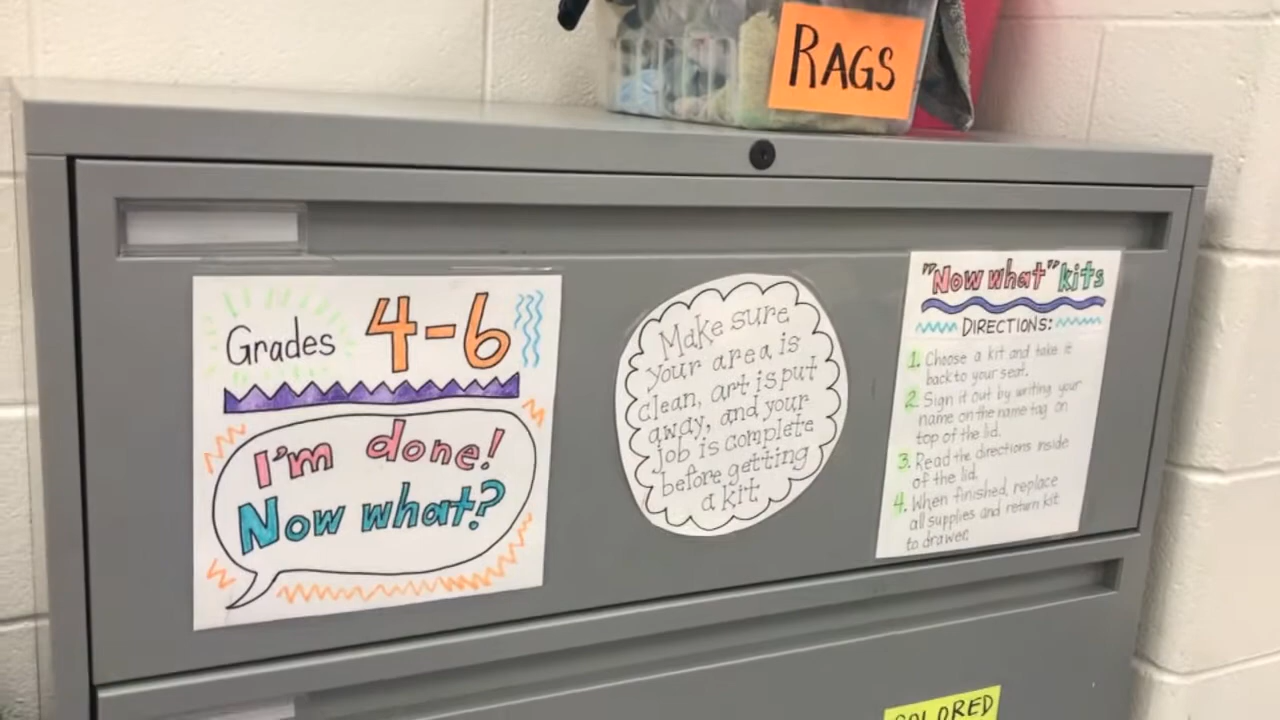 RAGS
Grades 4-6
I'm done!
Now what?
Make sure
your area is
clean, art is put
away, and your
job is complete
before getting
a kit
"Now what" kits
DIRECTIONS:
1. Choose a kit and take it
back to your seat.
2. Sign it out by writing your
name on the name tag on
top of the lid.
3. Read the directions inside
of the lid.
4. When finished, replace
all supplies and return kit
to drawer.
COLORED